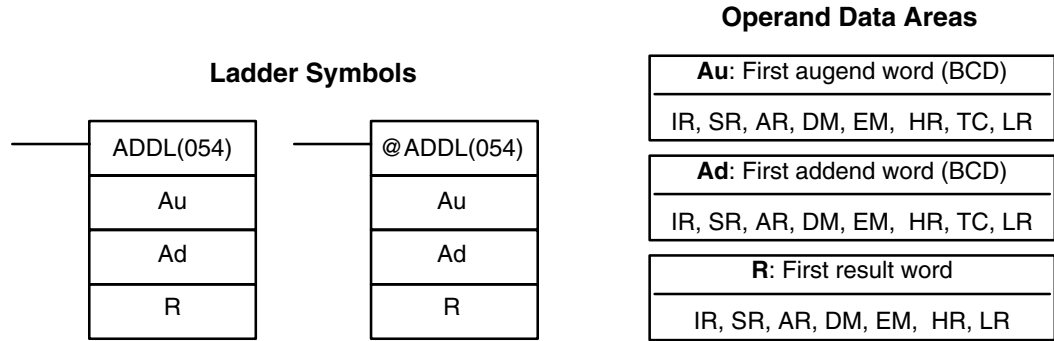 Ladder Symbols
ADDL(054)
Au
Ad
R
@ADDL(054)
Au
Ad
R
Operand Data Areas
Au: First augend word (BCD)
IR, SR, AR, DM, EM, HR, TC, LR
Ad: First addend word (BCD)
IR, SR, AR, DM, EM, HR, TC, LR
R: First result word
IR, SR, AR, DM, EM, HR, LR